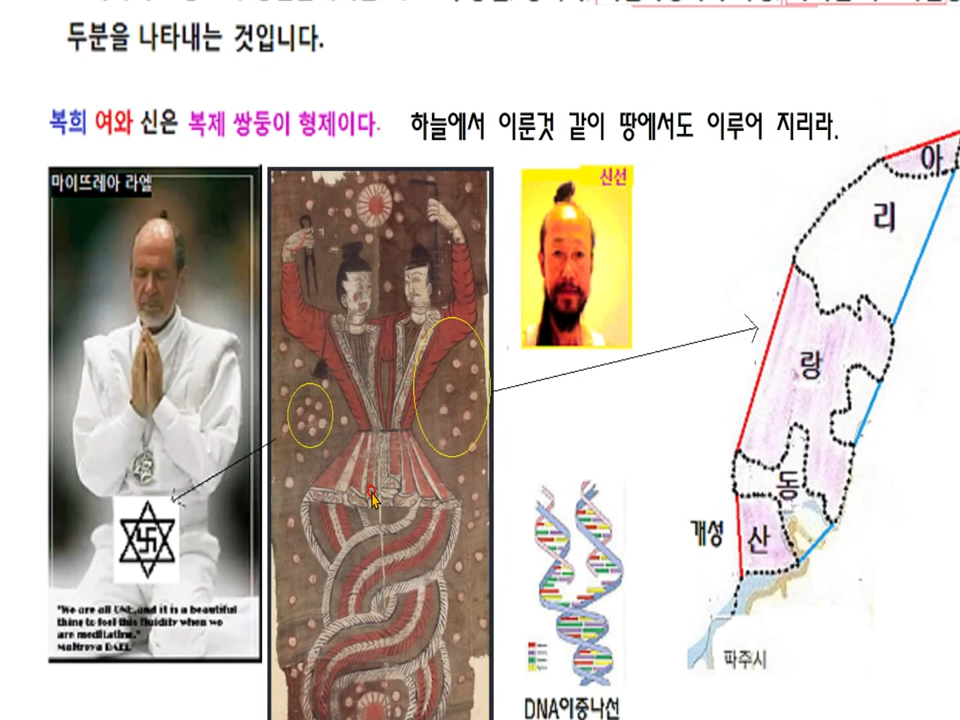 두분을 나타내는 것입니다.
복희 여와 신은 복제 쌍둥이 형제이다.
하늘에서 이룬것 같이 땅에서도 이루어 지리라.
마이뜨레아 라엘
신선
아
리
랑
동
개성
산
파주시
"We are all ONE, and it is a beautiful
thing to feel this fluidity when we
are meditating."
Maitreya RAEL
DNA이중나선